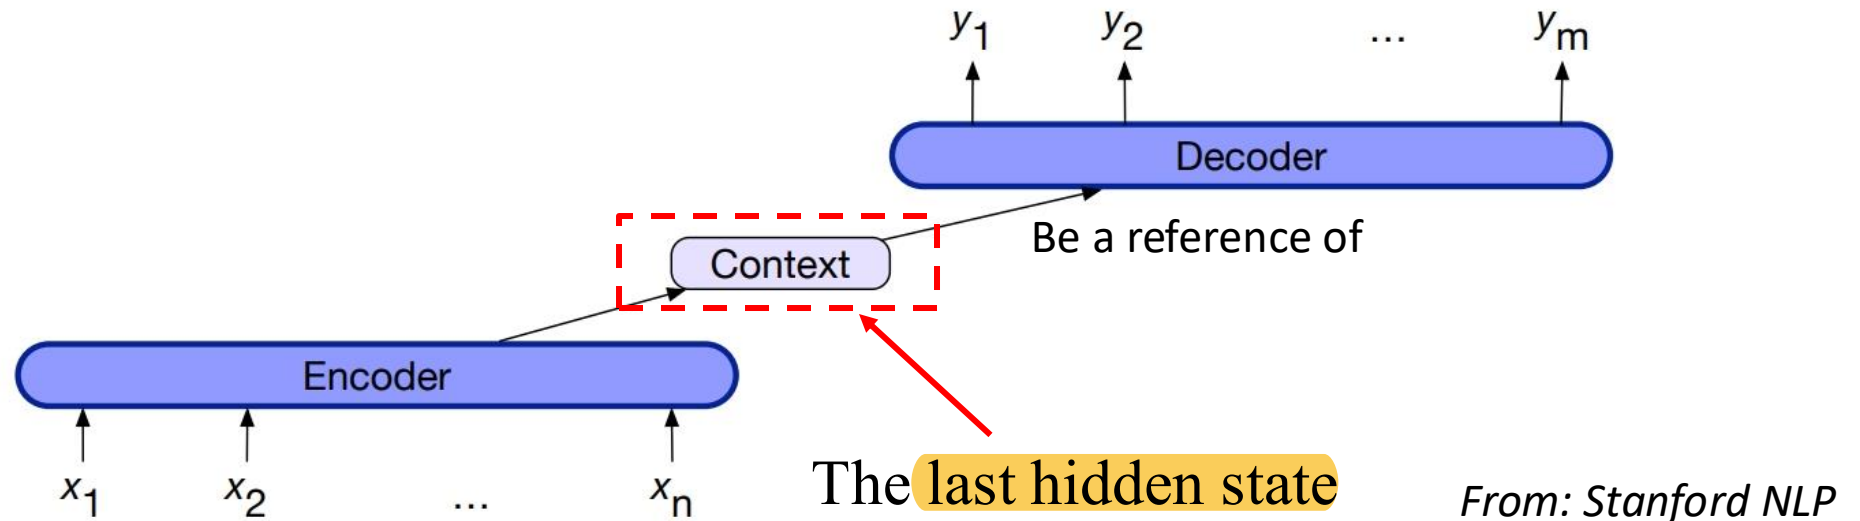 y1 y2 ... ym
Decoder
Be a reference of
Context
Encoder
x1 x2 ... xn
The last hidden state
From: Stanford NLP